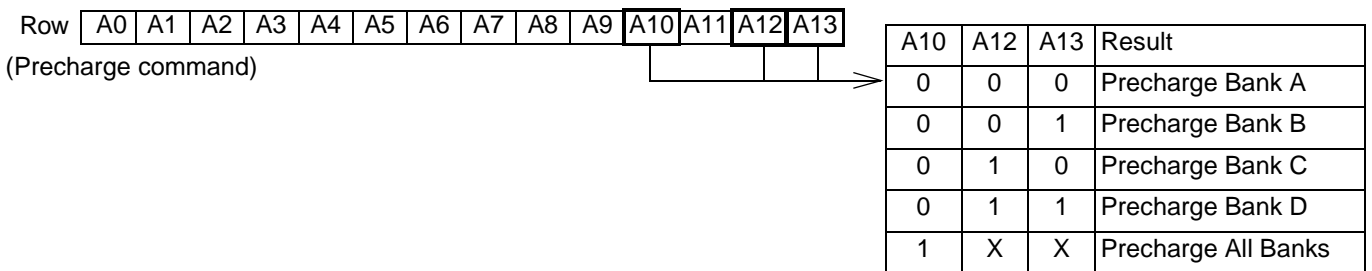 Row A0 A1 A2 A3 A4 A5 A6 A7 A8 A9 A10 A11 A12 A13
(Precharge command)
A10 A12 A13 Result
0 0 0 Precharge Bank A
0 0 1 Precharge Bank B
0 1 0 Precharge Bank C
0 1 1 Precharge Bank D
1 X X Precharge All Banks